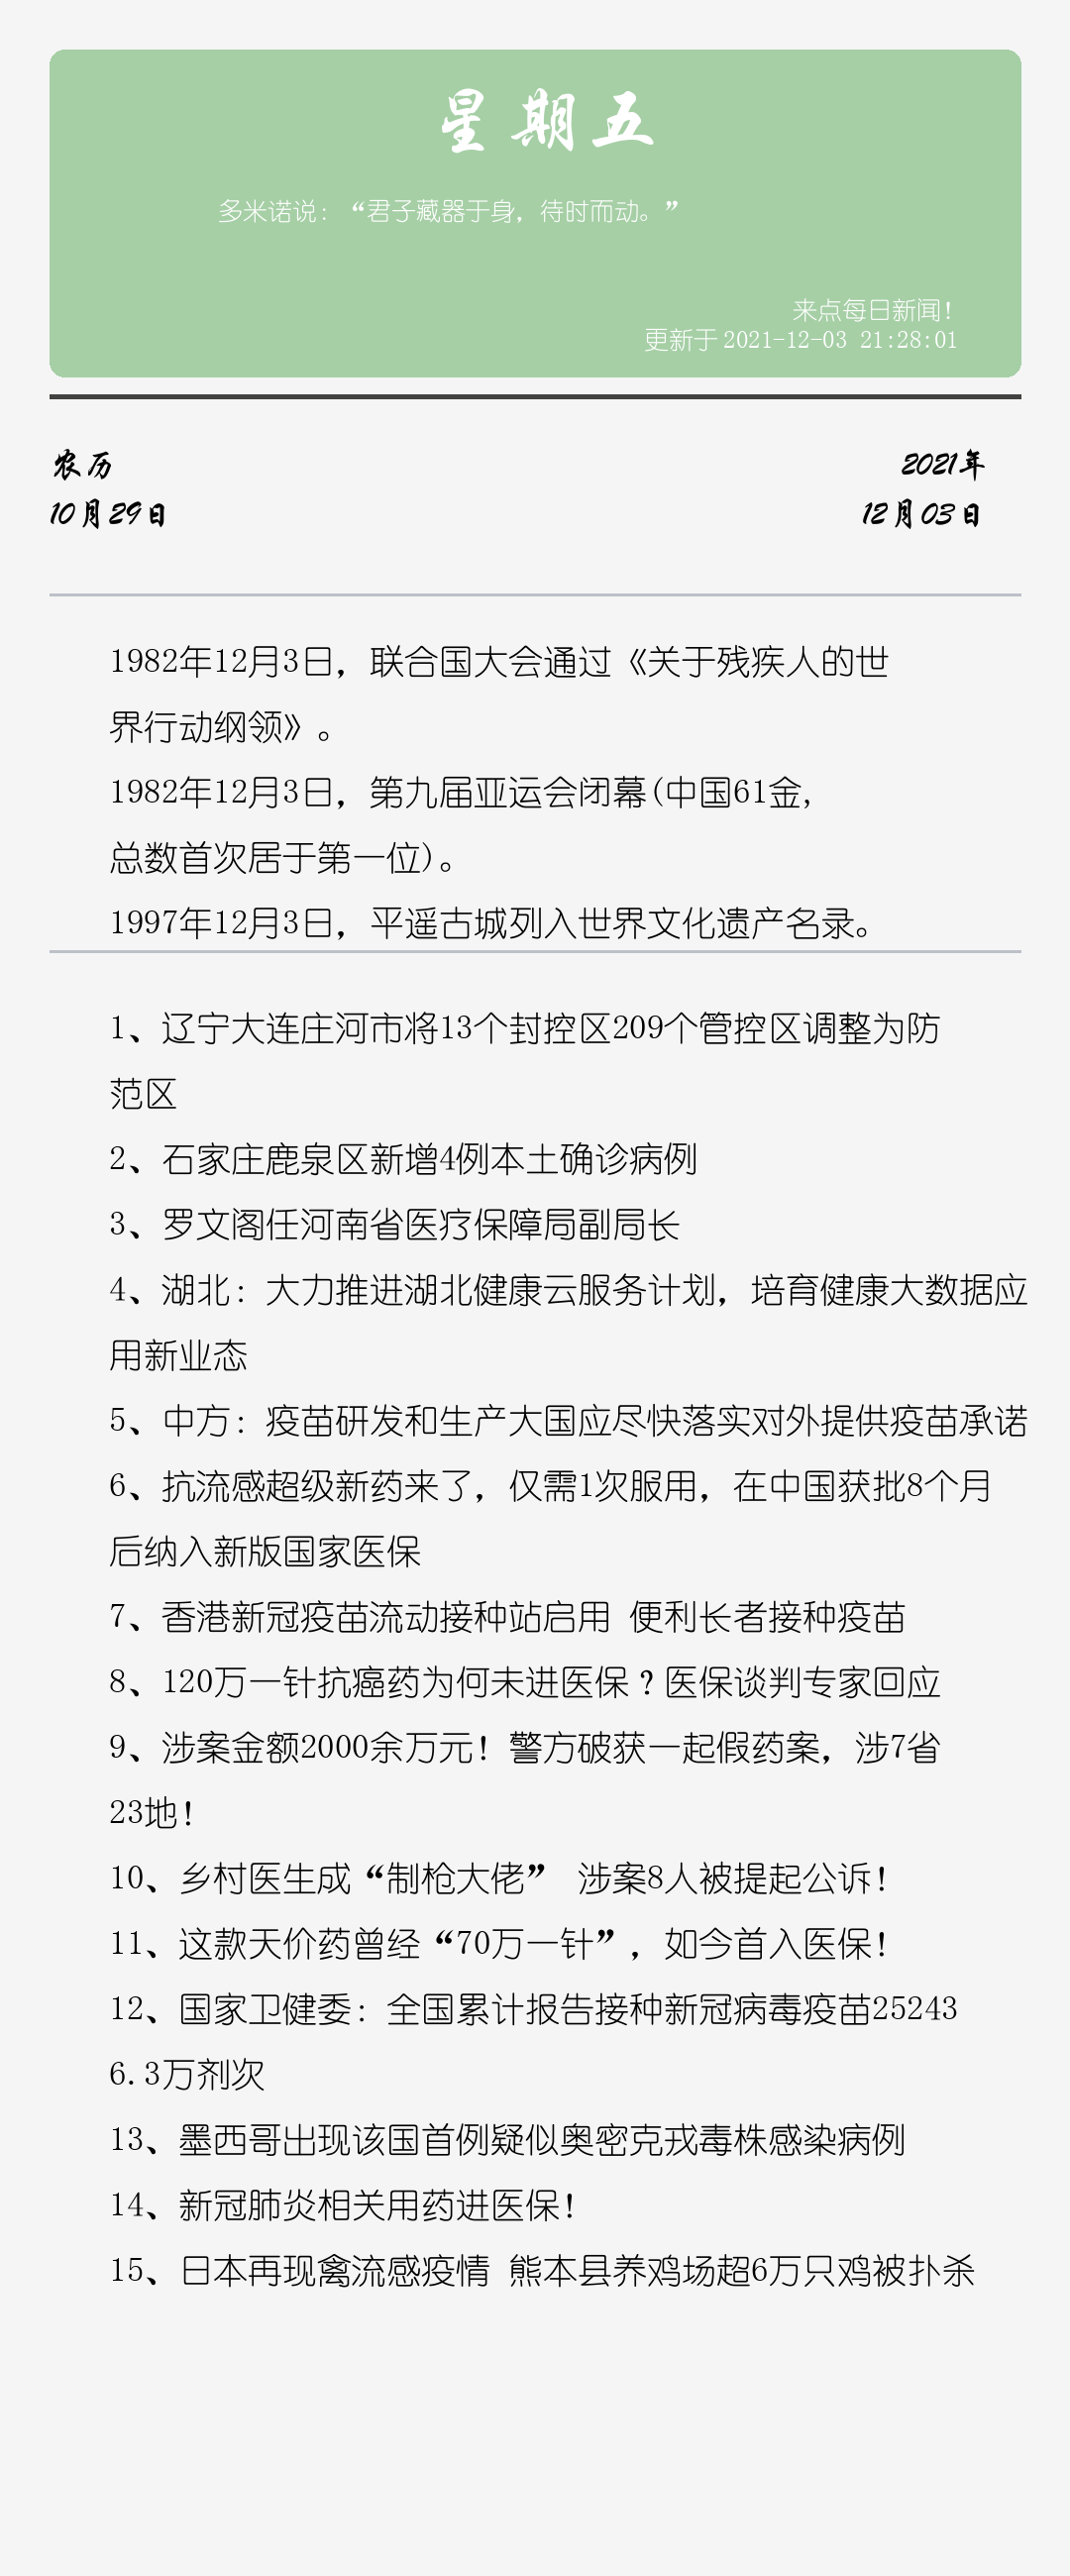 星期五
多米诺说：“君子藏器于身，待时而动。”
来点每日新闻！
更新于2021-12-03 21:28:01
农历
2021年
10月29日
12月03日
1982年12月3日，联合国大会通过《关于残疾人的世
界行动纲领》。
1982年12月3日，第九届亚运会闭幕(中国61金,
总数首次居于第一位)。
1997年12月3日，平遥古城列入世界文化遗产名录。
1、辽宁大连庄河市将13个封控区209个管控区调整为防
范区
2、石家庄鹿泉区新增4例本土确诊病例
3、罗文阁任河南省医疗保障局副局长
4、湖北：大力推进湖北健康云服务计划，培育健康大数据应
用新业态
5、中方：疫苗研发和生产大国应尽快落实对外提供疫苗承诺
6、抗流感超级新药来了，仅需1次服用，在中国获批8个月
后纳入新版国家医保
7、香港新冠疫苗流动接种站启用 便利长者接种疫苗
8、120万一针抗癌药为何未进医保？医保谈判专家回应
9、涉案金额2000余万元！警方破获一起假药案，涉7省
23地！
10、乡村医生成“制枪大佬” 涉案8人被提起公诉！
11、这款天价药曾经“70万一针”，如今首入医保！
12、国家卫健委：全国累计报告接种新冠病毒疫苗25243
6.3万剂次
13、墨西哥出现该国首例疑似奥密克戎毒株感染病例
14、新冠肺炎相关用药进医保！
15、日本再现禽流感疫情 熊本县养鸡场超6万只鸡被扑杀